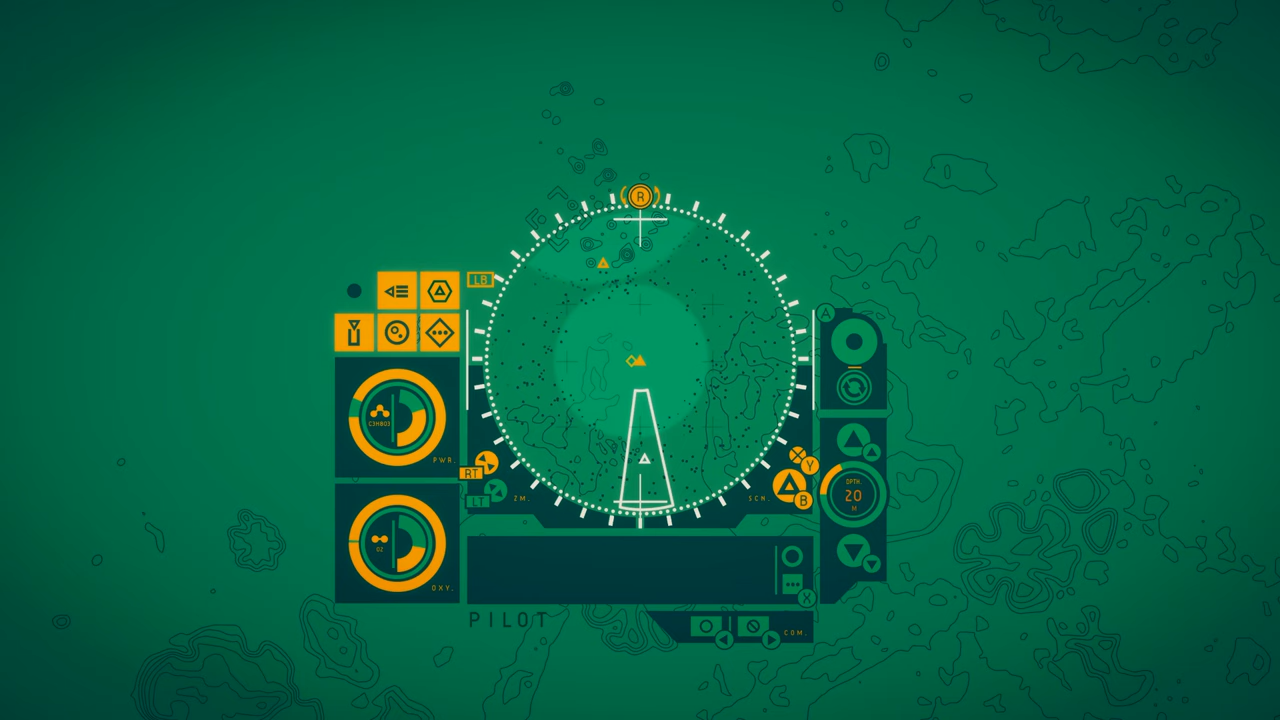 R
LB
A
C3H8O3
PWR.
RT
LT
ZM.
SCN.
Y
B
DPTH.
20
M
O2
OXY.
X
PILOT
COM.